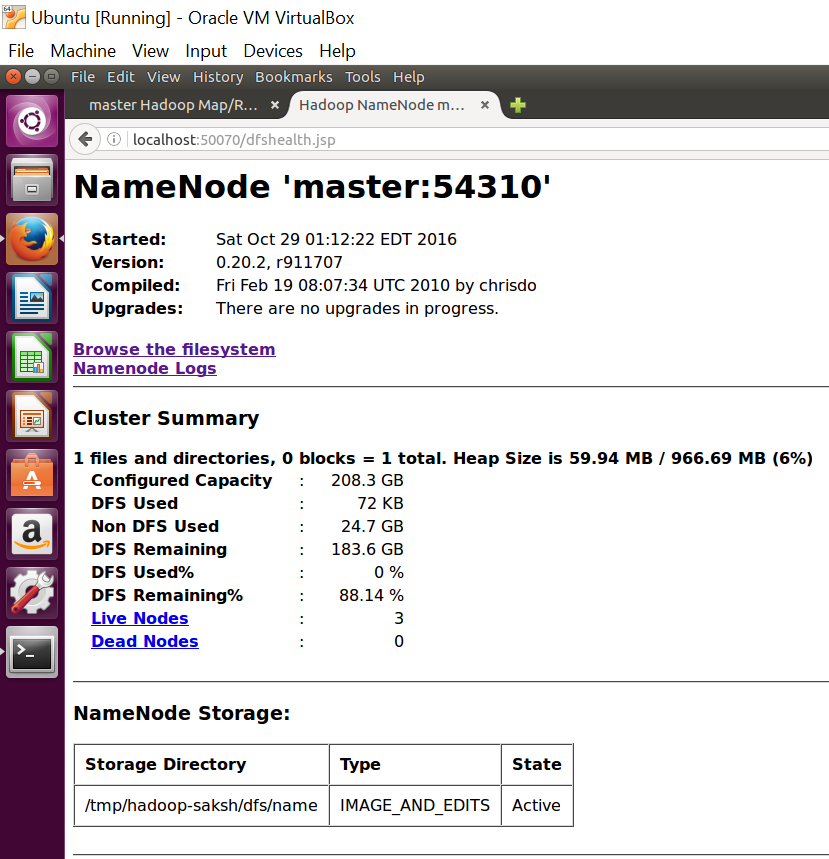 Ubuntu [Running] - Oracle VM VirtualBox
File Machine View Input Devices Help
File Edit View History Bookmarks Tools Help
master Hadoop Map/R... × Hadoop NameNode m... ×
localhost:50070/dfshealth.jsp
NameNode 'master:54310'
Started: Sat Oct 29 01:12:22 EDT 2016
Version: 0.20.2, r911707
Compiled: Fri Feb 19 08:07:34 UTC 2010 by chrisdo
Upgrades: There are no upgrades in progress.
Browse the filesystem
Namenode Logs
Cluster Summary
1 files and directories, 0 blocks = 1 total. Heap Size is 59.94 MB / 966.69 MB (6%)
Configured Capacity : 208.3 GB
DFS Used : 72 KB
Non DFS Used : 24.7 GB
DFS Remaining : 183.6 GB
DFS Used% : 0 %
DFS Remaining% : 88.14 %
Live Nodes : 3
Dead Nodes : 0
NameNode Storage:
Storage Directory Type State
/tmp/hadoop-saksh/dfs/name IMAGE_AND_EDITS Active